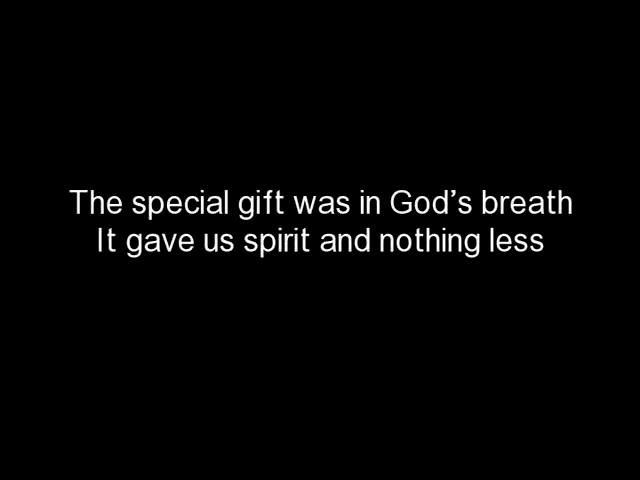 The special gift was in God’s breath
It gave us spirit and nothing less